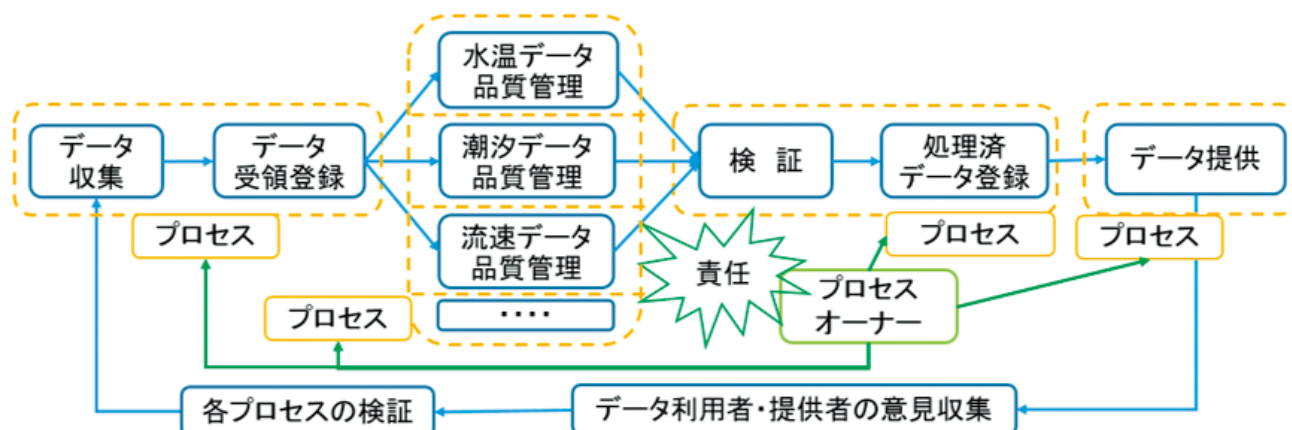 水温データ
品質管理
データ
収集
データ
受領登録
潮汐データ
品質管理
検 証
処理済
データ登録
データ提供
流速データ
品質管理
プロセス
プロセス
プロセス
責任
プロセス
オーナー
プロセス
‥‥
各プロセスの検証
データ利用者・提供者の意見収集